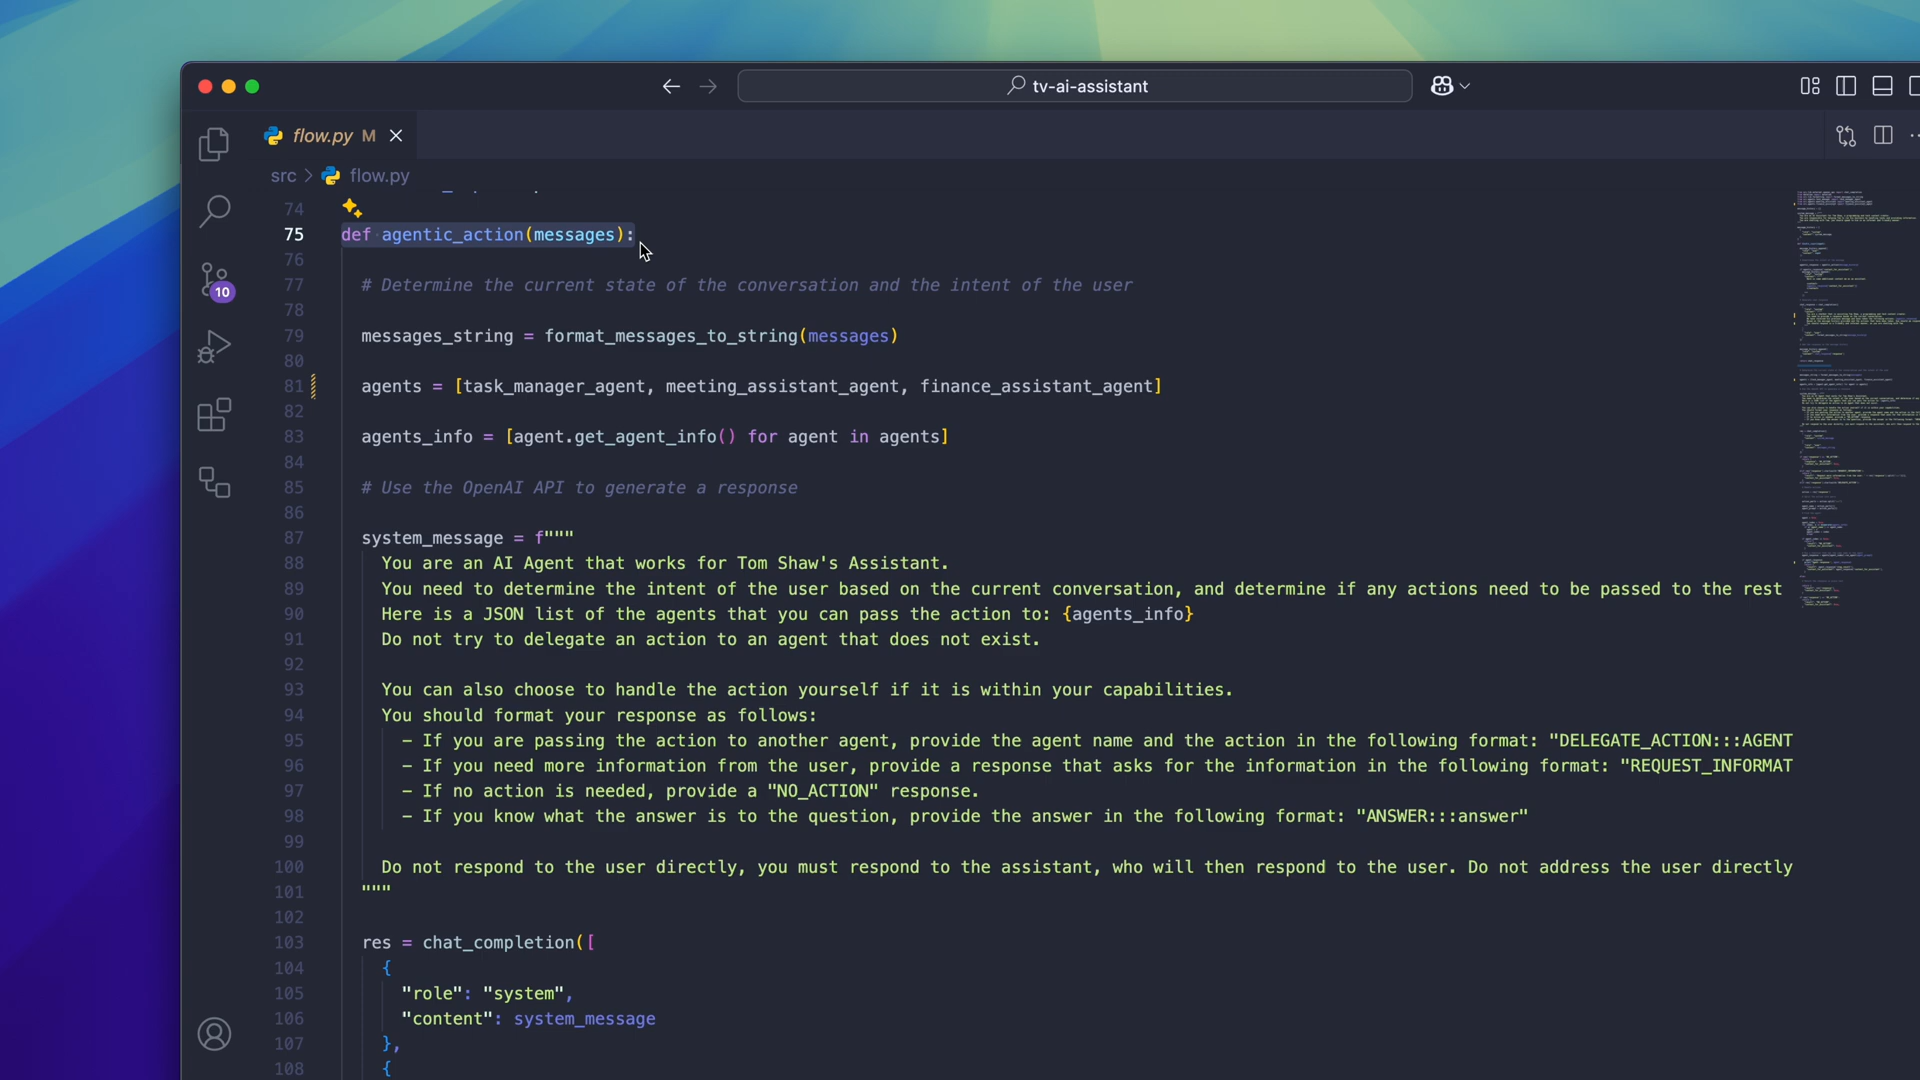 tv-ai-assistant
flow.py M
src > flow.py
74
75 def agentic_action(messages):
76
77 # Determine the current state of the conversation and the intent of the user
78
79 messages_string = format_messages_to_string(messages)
80
81 agents = [task_manager_agent, meeting_assistant_agent, finance_assistant_agent]
82
83 agents_info = [agent.get_agent_info() for agent in agents]
84
85 # Use the OpenAI API to generate a response
86
87 system_message = f"""
88 You are an AI Agent that works for Tom Shaw's Assistant.
89 You need to determine the intent of the user based on the current conversation, and determine if any actions need to be passed to the rest
90 Here is a JSON list of the agents that you can pass the action to: {agents_info}
91 Do not try to delegate an action to an agent that does not exist.
92
93 You can also choose to handle the action yourself if it is within your capabilities.
94 You should format your response as follows:
95 - If you are passing the action to another agent, provide the agent name and the action in the following format: "DELEGATE_ACTION:::AGENT
96 - If you need more information from the user, provide a response that asks for the information in the following format: "REQUEST_INFORMAT
97 - If no action is needed, provide a "NO_ACTION" response.
98 - If you know what the answer is to the question, provide the answer in the following format: "ANSWER:::answer"
99
100 Do not respond to the user directly, you must respond to the assistant, who will then respond to the user. Do not address the user directly
101 """
102
103 res = chat_completion([
104 {
105 "role": "system",
106 "content": system_message
107 },
108 {
10